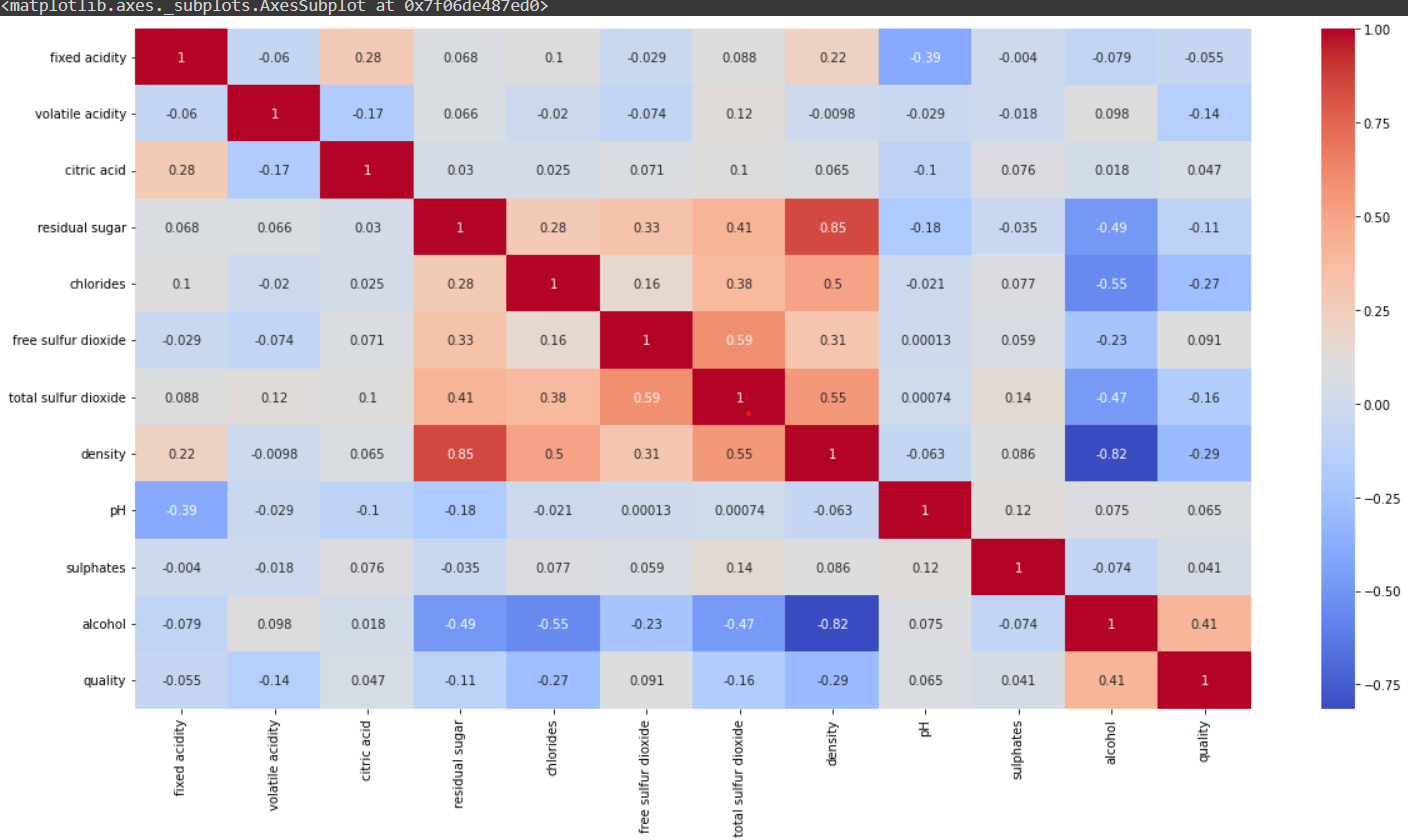 <matplotlib.axes._subplots.AxesSubplot at 0x7f06de487ed0>
fixed acidity 1 -0.06 0.28 0.068 0.1 -0.029 0.088 0.22 -0.39 -0.004 -0.079 -0.055
volatile acidity -0.06 1 -0.17 0.066 -0.02 -0.074 0.12 -0.0098 -0.029 -0.018 0.098 -0.14
citric acid 0.28 -0.17 1 0.03 0.025 0.071 0.1 0.065 -0.1 0.076 0.018 0.047
residual sugar 0.068 0.066 0.03 1 0.28 0.33 0.41 0.85 -0.18 -0.035 -0.49 -0.11
chlorides 0.1 -0.02 0.025 0.28 1 0.16 0.38 0.5 -0.021 0.077 -0.55 -0.27
free sulfur dioxide -0.029 -0.074 0.071 0.33 0.16 1 0.59 0.31 0.00013 0.059 -0.23 0.091
total sulfur dioxide 0.088 0.12 0.1 0.41 0.38 0.59 1 0.55 0.00074 0.14 -0.47 -0.16
density 0.22 -0.0098 0.065 0.85 0.5 0.31 0.55 1 -0.063 0.086 -0.82 -0.29
pH -0.39 -0.029 -0.1 -0.18 -0.021 0.00013 0.00074 -0.063 1 0.12 0.075 0.065
sulphates -0.004 -0.018 0.076 -0.035 0.077 0.059 0.14 0.086 0.12 1 -0.074 0.041
alcohol -0.079 0.098 0.018 -0.49 -0.55 -0.23 -0.47 -0.82 0.075 -0.074 1 0.41
quality -0.055 -0.14 0.047 -0.11 -0.27 0.091 -0.16 -0.29 0.065 0.041 0.41 1
fixed acidity
volatile acidity
citric acid
residual sugar
chlorides
free sulfur dioxide
total sulfur dioxide
density
pH
sulphates
alcohol
quality
1.00
0.75
0.50
0.25
0.00
−0.25
−0.50
−0.75